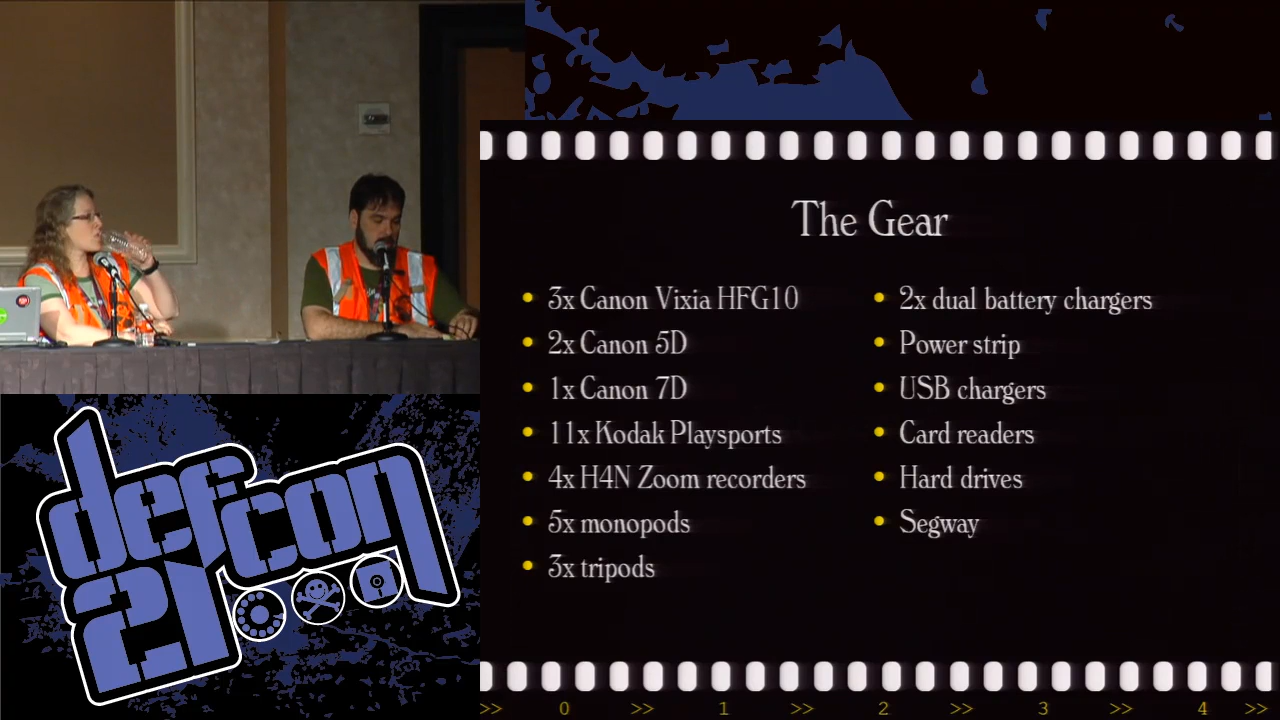 The Gear
3x Canon Vixia HFG10
2x Canon 5D
1x Canon 7D
11x Kodak Playsports
4x H4N Zoom recorders
5x monopods
3x tripods
2x dual battery chargers
Power strip
USB chargers
Card readers
Hard drives
Segway
defcon
21
>> 0 >> 1 >> 2 >> 3 >> 4 >>